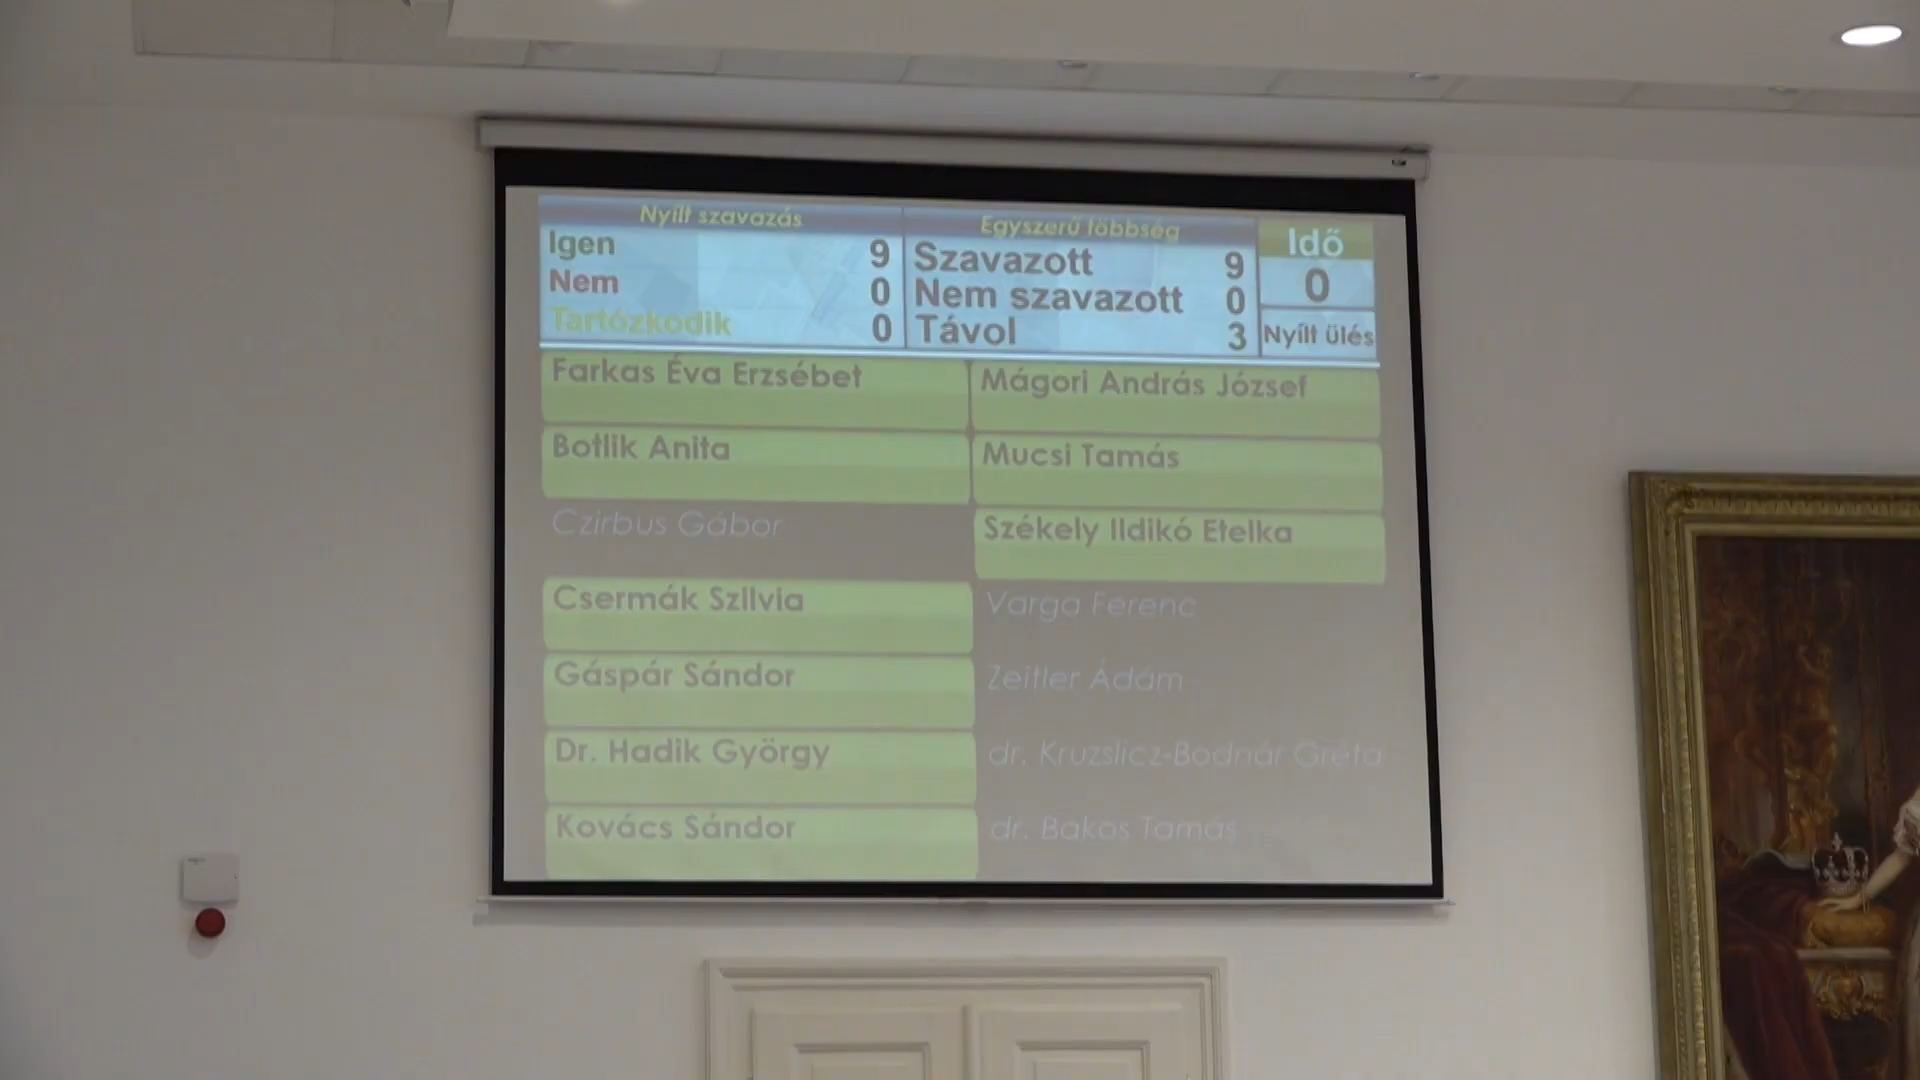 Nyílt szavazás
Igen 9
Nem 0
Tartózkodik 0
Egyszerű többség
Szavazott 9
Nem szavazott 0
Távol 3
Idő
0
Nyílt ülés
Farkas Éva Erzsébet
Botlik Anita
Czirbus Gábor
Csermák Szilvia
Gáspár Sándor
Dr. Hadik György
Kovács Sándor
Mágori András József
Mucsi Tamás
Székely Ildikó Etelka
Varga Ferenc
Zeitler Ádám
dr. Kruzslicz-Bodnár Gréta
dr. Bakos Tamás